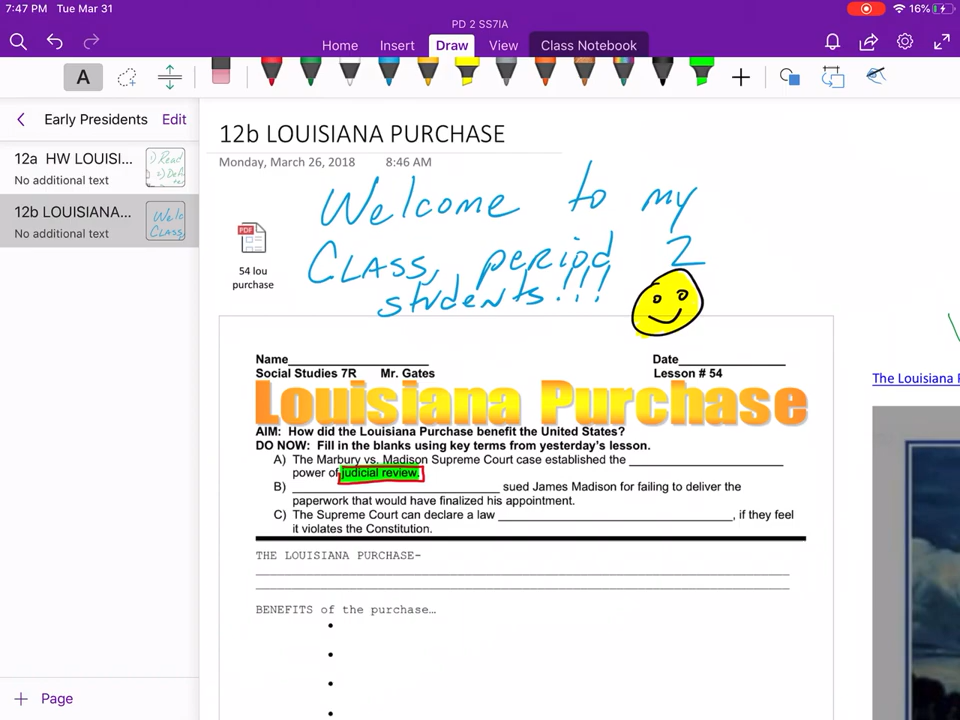 7:47 PM Tue Mar 31
16%
PD 2 SS7IA
Home Insert Draw View Class Notebook
A
Early Presidents Edit
12a HW LOUISI...
No additional text
1) Read
2)
12b LOUISIANA...
No additional text
Welc
CLASS,
Page
12b LOUISIANA PURCHASE
Monday, March 26, 2018 8:46 AM
Welcome to my
CLASS, period 2
students!!!
PDF
54 lou
purchase
Name
Date
Social Studies 7R Mr. Gates
Lesson # 54
Louisiana Purchase
AIM: How did the Louisiana Purchase benefit the United States?
DO NOW: Fill in the blanks using key terms from yesterday's lesson.
A) The Marbury vs. Madison Supreme Court case established the
power of judicial review.
B) sued James Madison for failing to deliver the
paperwork that would have finalized his appointment.
C) The Supreme Court can declare a law , if they feel
it violates the Constitution.
THE LOUISIANA PURCHASE-
BENEFITS of the purchase…
The Louisiana